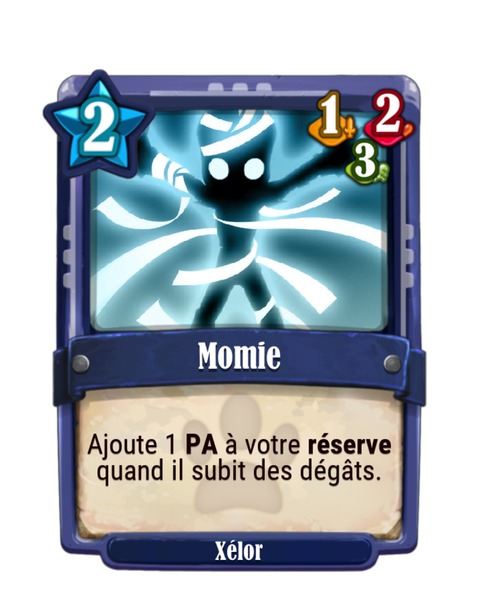 2
1
2
3
Momie
Ajoute 1 PA à votre réserve
quand il subit des dégâts.
Xélor